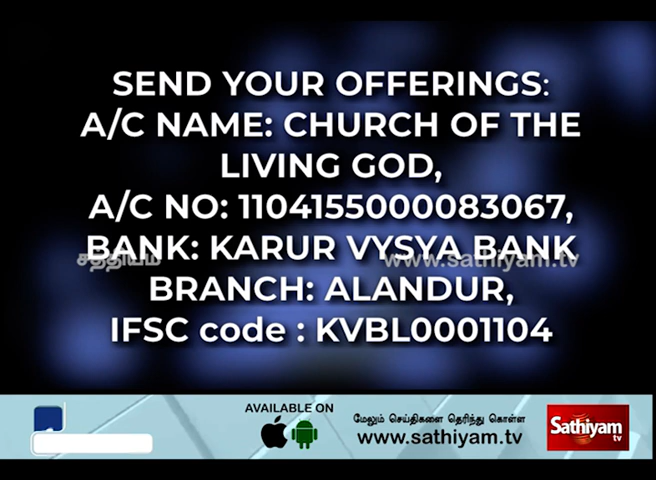 SEND YOUR OFFERINGS:
A/C NAME: CHURCH OF THE
LIVING GOD,
A/C NO: 1104155000083067,
BANK: KARUR VYSYA BANK
சத்தியம்
www.sathiyam.tv
BRANCH: ALANDUR,
IFSC code : KVBL0001104
AVAILABLE ON
மேலும் செய்திகளை தெரிந்து கொள்ள
www.sathiyam.tv
Sathiyam
tv